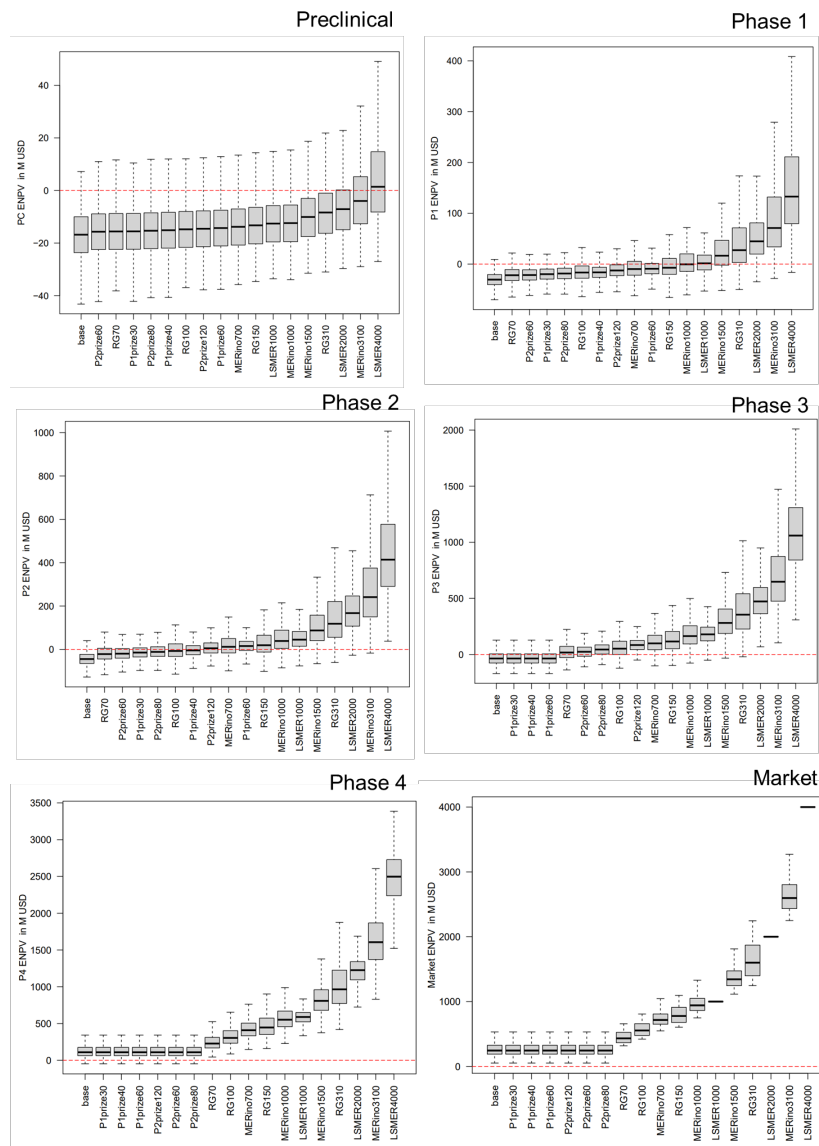 Preclinical
PC ENPV in M USD
40
20
0
−20
−40
base
P2prize60
RG70
P1prize30
P2prize80
P1prize40
RG100
P2prize120
P1prize60
MERino700
RG150
LSMER1000
MERino1000
MERino1500
RG310
LSMER2000
MERino3100
LSMER4000
Phase 1
P1 ENPV in M USD
400
300
200
100
0
base
RG70
P2prize60
P1prize30
P2prize80
RG100
P1prize40
P2prize120
MERino700
P1prize60
RG150
MERino1000
LSMER1000
MERino1500
RG310
LSMER2000
MERino3100
LSMER4000
Phase 2
P2 ENPV in M USD
1000
800
600
400
200
0
base
RG70
P2prize60
P1prize30
P2prize80
RG100
P1prize40
P2prize120
MERino700
P1prize60
RG150
MERino1000
LSMER1000
MERino1500
RG310
LSMER2000
MERino3100
LSMER4000
Phase 3
P3 ENPV in M USD
2000
1500
1000
500
0
base
P1prize30
P1prize40
P1prize60
RG70
P2prize60
P2prize80
RG100
P2prize120
MERino700
RG150
MERino1000
LSMER1000
MERino1500
RG310
LSMER2000
MERino3100
LSMER4000
Phase 4
P4 ENPV in M USD
3500
3000
2500
2000
1500
1000
500
0
base
P1prize30
P1prize40
P1prize60
P2prize120
P2prize60
P2prize80
RG70
RG100
MERino700
RG150
MERino1000
LSMER1000
MERino1500
RG310
LSMER2000
MERino3100
LSMER4000
Market
Market ENPV in M USD
4000
3000
2000
1000
0
base
P1prize30
P1prize40
P1prize60
P2prize120
P2prize60
P2prize80
RG70
RG100
MERino700
RG150
MERino1000
LSMER1000
MERino1500
RG310
LSMER2000
MERino3100
LSMER4000